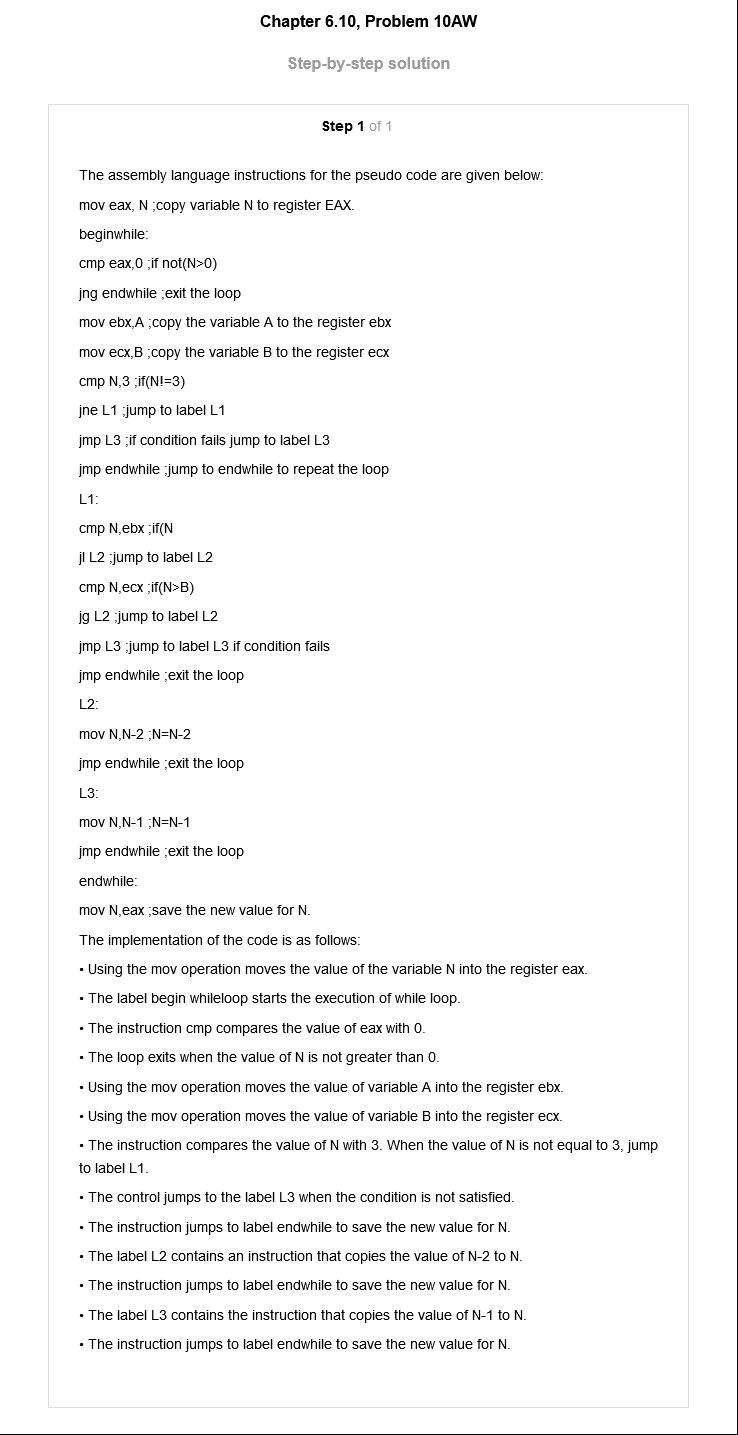 Chapter 6.10, Problem 10AW
Step-by-step solution
Step 1 of 1
The assembly language instructions for the pseudo code are given below:
mov eax, N ;copy variable N to register EAX.
beginwhile:
cmp eax,0 ;if not(N>0)
jng endwhile ;exit the loop
mov ebx,A ;copy the variable A to the register ebx
mov ecx,B ;copy the variable B to the register ecx
cmp N,3 ;if(N!=3)
jne L1 ;jump to label L1
jmp L3 ;if condition fails jump to label L3
jmp endwhile ;jump to endwhile to repeat the loop
L1:
cmp N,ebx ;if(N
jl L2 ;jump to label L2
cmp N,ecx ;if(N>B)
jg L2 ;jump to label L2
jmp L3 ;jump to label L3 if condition fails
jmp endwhile ;exit the loop
L2:
mov N,N-2 ;N=N-2
jmp endwhile ;exit the loop
L3:
mov N,N-1 ;N=N-1
jmp endwhile ;exit the loop
endwhile:
mov N,eax ;save the new value for N.
The implementation of the code is as follows:
• Using the mov operation moves the value of the variable N into the register eax.
• The label begin whileloop starts the execution of while loop.
• The instruction cmp compares the value of eax with 0.
• The loop exits when the value of N is not greater than 0.
• Using the mov operation moves the value of variable A into the register ebx.
• Using the mov operation moves the value of variable B into the register ecx.
• The instruction compares the value of N with 3. When the value of N is not equal to 3, jump
to label L1.
• The control jumps to the label L3 when the condition is not satisfied.
• The instruction jumps to label endwhile to save the new value for N.
• The label L2 contains an instruction that copies the value of N-2 to N.
• The instruction jumps to label endwhile to save the new value for N.
• The label L3 contains the instruction that copies the value of N-1 to N.
• The instruction jumps to label endwhile to save the new value for N.